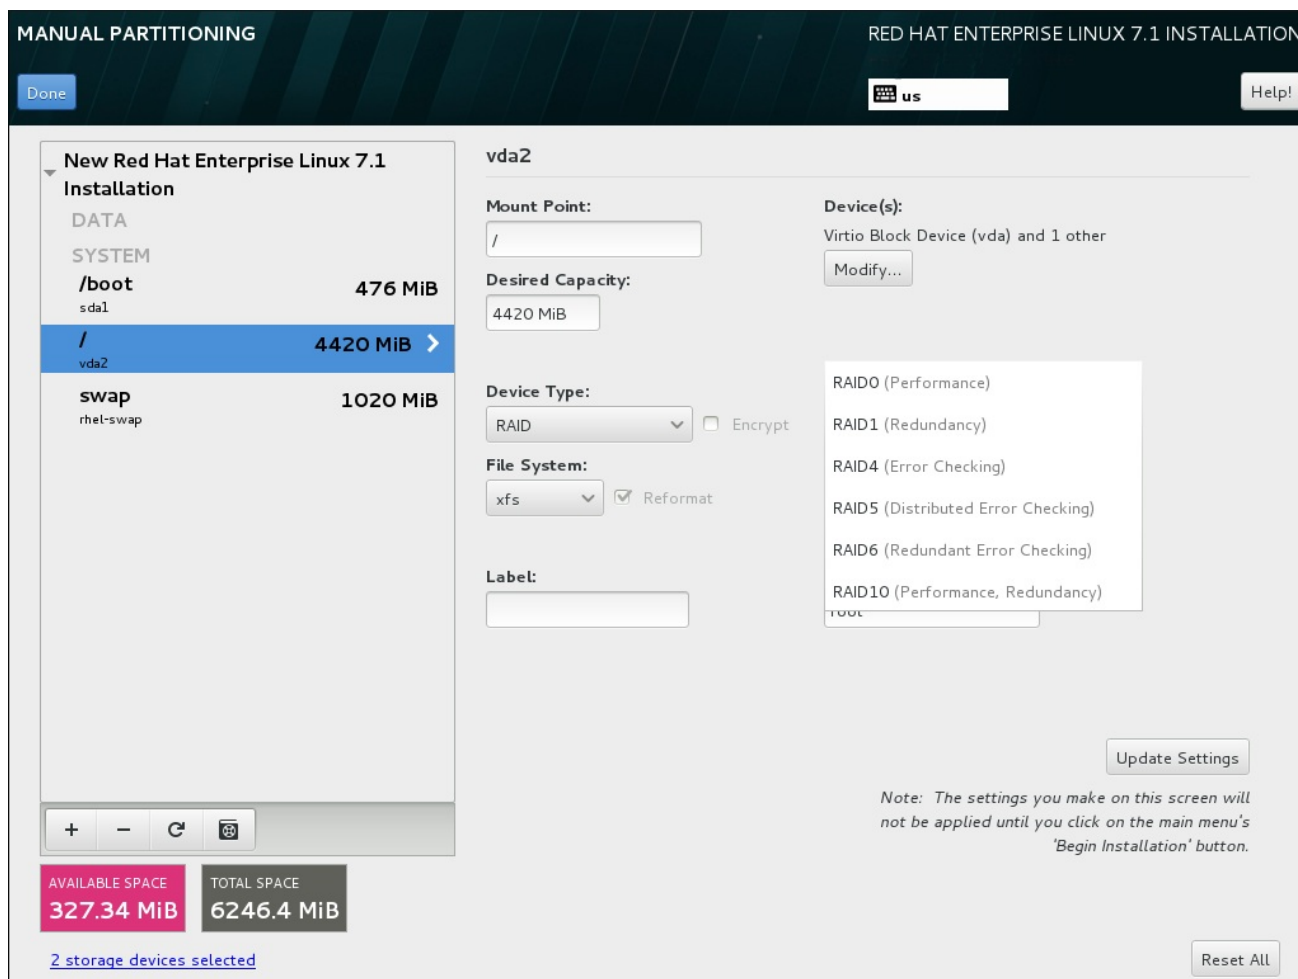 MANUAL PARTITIONING
RED HAT ENTERPRISE LINUX 7.1 INSTALLATION
Done
us
Help!
New Red Hat Enterprise Linux 7.1
Installation
DATA
SYSTEM
/boot
476 MiB
sda1
/
4420 MiB
vda2
swap
1020 MiB
rhel-swap
vda2
Mount Point:
/
Desired Capacity:
4420 MiB
Device(s):
Virtio Block Device (vda) and 1 other
Modify...
Device Type:
RAID
Encrypt
File System:
xfs
Reformat
Label:
RAID0 (Performance)
RAID1 (Redundancy)
RAID4 (Error Checking)
RAID5 (Distributed Error Checking)
RAID6 (Redundant Error Checking)
RAID10 (Performance, Redundancy)
root
Update Settings
Note: The settings you make on this screen will
not be applied until you click on the main menu's
'Begin Installation' button.
+ −
AVAILABLE SPACE
327.34 MiB
TOTAL SPACE
6246.4 MiB
2 storage devices selected
Reset All